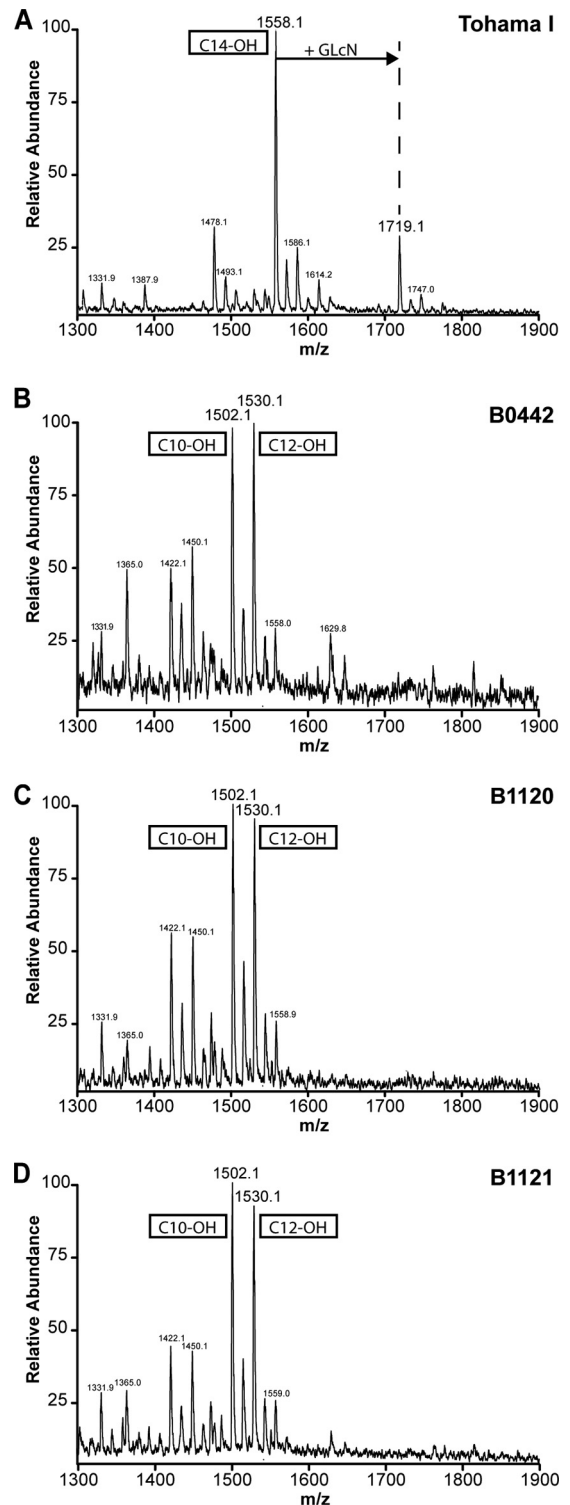 A
Tohama I
1558.1
C14-OH
+ GLcN
100
75
50
25
Relative Abundance
1478.1
1493.1
1586.1
1614.2
1719.1
1747.0
1331.9
1387.9
1300 1400 1500 1600 1700 1800 1900
m/z
B
B0442
1530.1
1502.1
C10-OH
C12-OH
100
75
50
25
Relative Abundance
1365.0
1422.1
1450.1
1331.9
1558.0
1629.8
1300 1400 1500 1600 1700 1800 1900
m/z
C
B1120
1502.1
1530.1
C10-OH
C12-OH
100
75
50
25
Relative Abundance
1422.1
1450.1
1331.9
1365.0
1558.9
1300 1400 1500 1600 1700 1800 1900
m/z
D
B1121
1502.1
1530.1
C10-OH
C12-OH
100
75
50
25
Relative Abundance
1422.1
1450.1
1331.9
1365.0
1559.0
1300 1400 1500 1600 1700 1800 1900
m/z